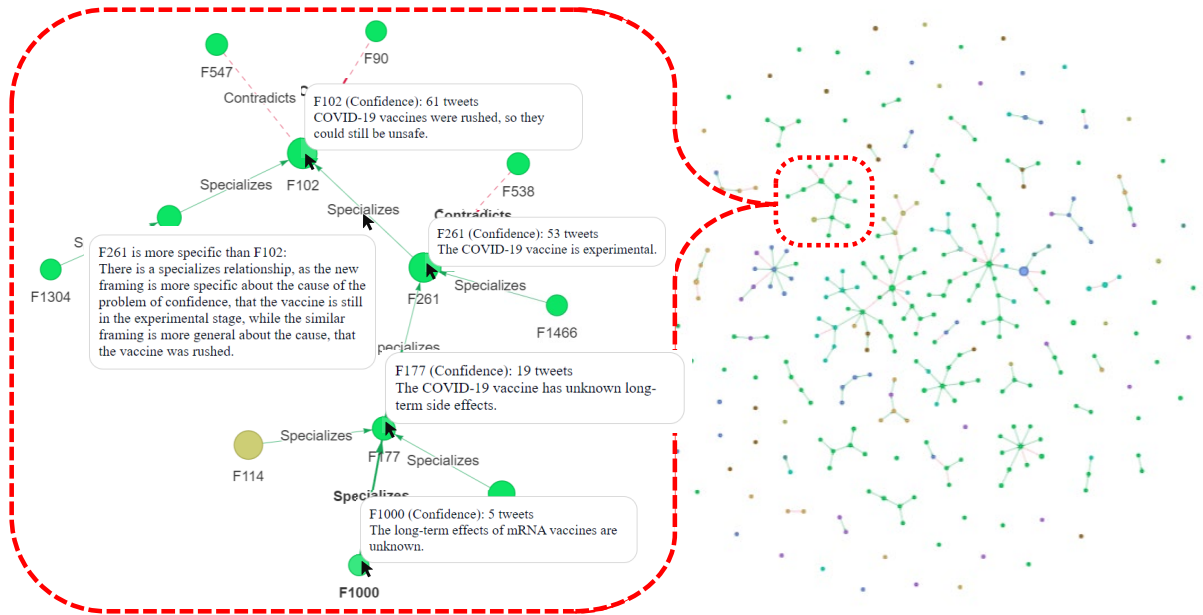 F547
F90
Contradicts
F102 (Confidence): 61 tweets
COVID-19 vaccines were rushed, so they
could still be unsafe.
F102
Specializes
Specializes
F538
Contradicts
F261 (Confidence): 53 tweets
The COVID-19 vaccine is experimental.
F261 is more specific than F102:
There is a specializes relationship, as the new
framing is more specific about the cause of the
problem of confidence, that the vaccine is still
in the experimental stage, while the similar
framing is more general about the cause, that
the vaccine was rushed.
F1304
F261
Specializes
F1466
F177 (Confidence): 19 tweets
The COVID-19 vaccine has unknown long-
term side effects.
Specializes
F114
F177
Specializes
Specializes
F1000 (Confidence): 5 tweets
The long-term effects of mRNA vaccines are
unknown.
F1000